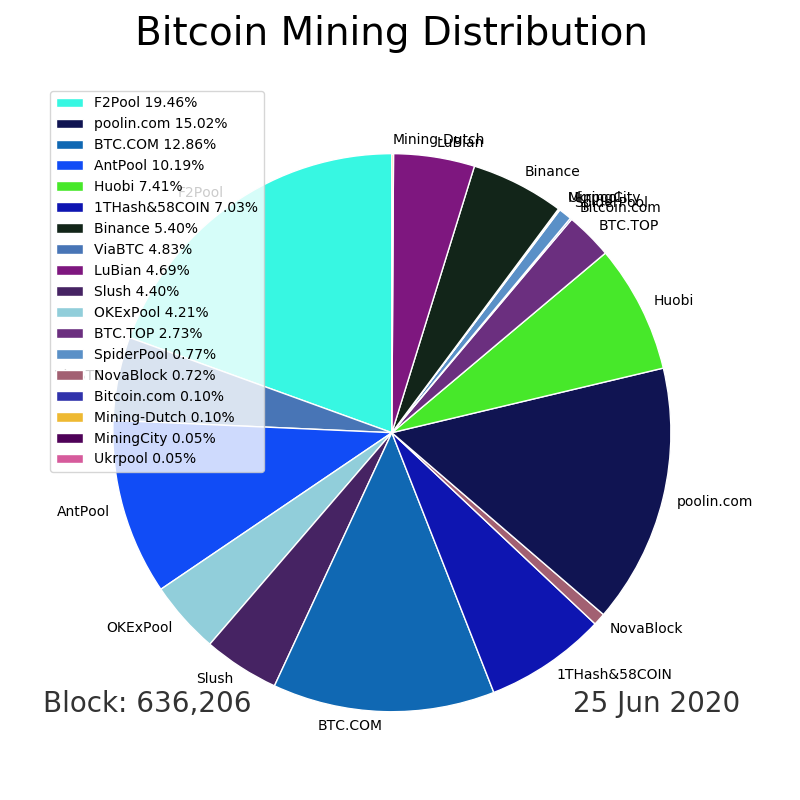 Bitcoin Mining Distribution
F2Pool 19.46%
poolin.com 15.02%
BTC.COM 12.86%
AntPool 10.19%
Huobi 7.41%
1THash&58COIN 7.03%
Binance 5.40%
ViaBTC 4.83%
LuBian 4.69%
Slush 4.40%
OKExPool 4.21%
BTC.TOP 2.73%
SpiderPool 0.77%
NovaBlock 0.72%
Bitcoin.com 0.10%
Mining-Dutch 0.10%
MiningCity 0.05%
Ukrpool 0.05%
Mining-Dutch
LuBian
Binance
MiningCity
SpiderPool
Bitcoin.com
BTC.TOP
F2Pool
Huobi
poolin.com
AntPool
NovaBlock
OKExPool
1THash&58COIN
Slush
BTC.COM
Block: 636,206
25 Jun 2020